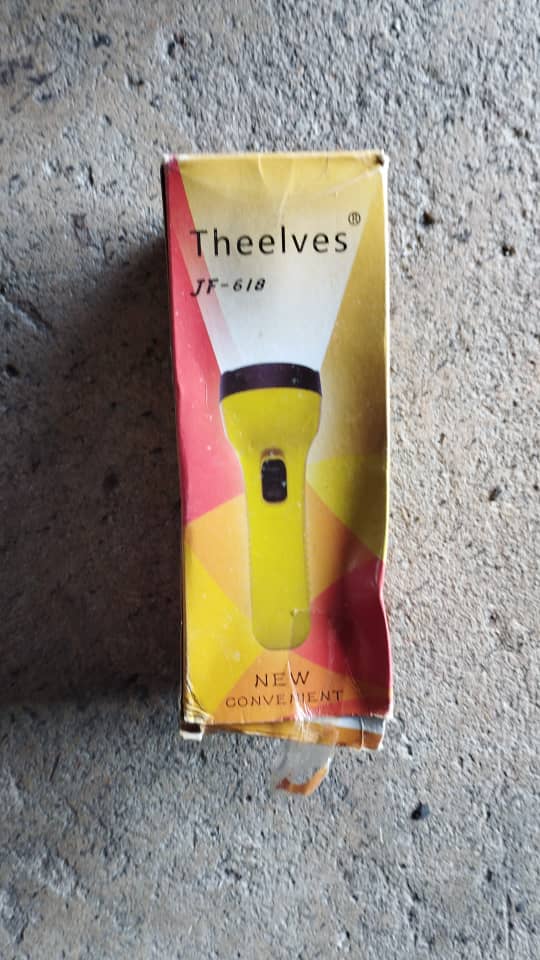 Theelves®
JF-618
NEW
CONVENIENT